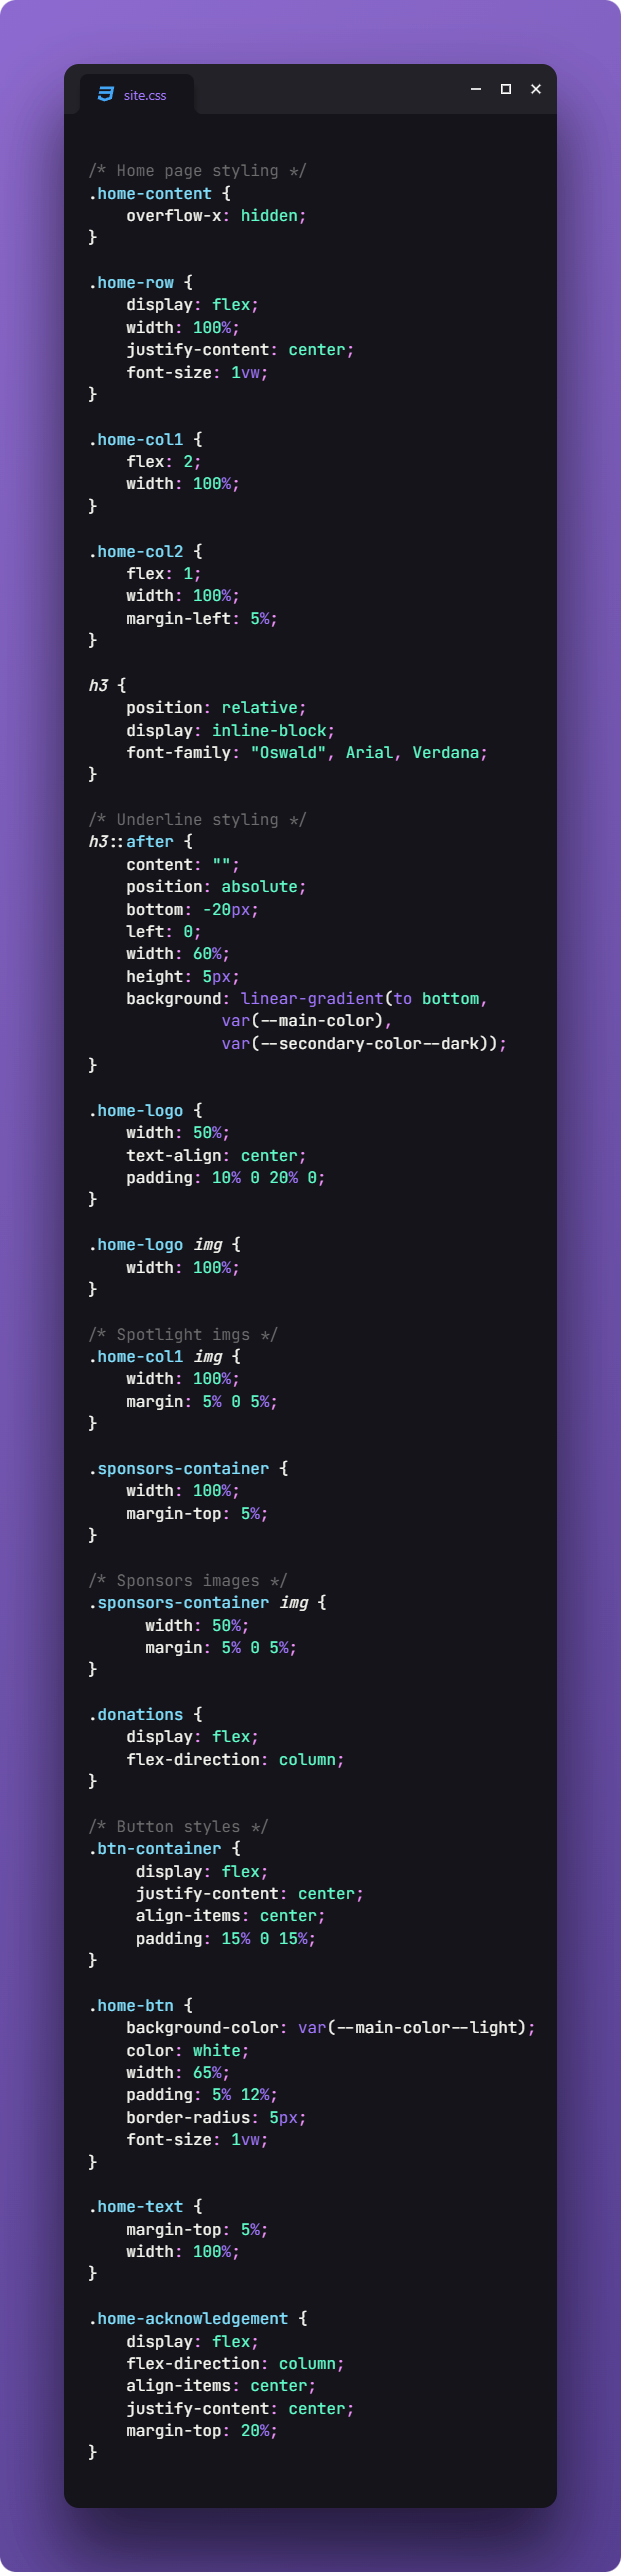 site.css
/* Home page styling */
.home-content {
    overflow-x: hidden;
}

.home-row {
    display: flex;
    width: 100%;
    justify-content: center;
    font-size: 1vw;
}

.home-col1 {
    flex: 2;
    width: 100%;
}

.home-col2 {
    flex: 1;
    width: 100%;
    margin-left: 5%;
}

h3 {
    position: relative;
    display: inline-block;
    font-family: "Oswald", Arial, Verdana;
}

/* Underline styling */
h3::after {
    content: "";
    position: absolute;
    bottom: -20px;
    left: 0;
    width: 60%;
    height: 5px;
    background: linear-gradient(to bottom,
              var(--main-color),
              var(--secondary-color--dark));
}

.home-logo {
    width: 50%;
    text-align: center;
    padding: 10% 0 20% 0;
}

.home-logo img {
    width: 100%;
}

/* Spotlight imgs */
.home-col1 img {
    width: 100%;
    margin: 5% 0 5%;
}

.sponsors-container {
    width: 100%;
    margin-top: 5%;
}

/* Sponsors images */
.sponsors-container img {
      width: 50%;
      margin: 5% 0 5%;
}

.donations {
    display: flex;
    flex-direction: column;
}

/* Button styles */
.btn-container {
     display: flex;
     justify-content: center;
     align-items: center;
     padding: 15% 0 15%;
}

.home-btn {
    background-color: var(--main-color--light);
    color: white;
    width: 65%;
    padding: 5% 12%;
    border-radius: 5px;
    font-size: 1vw;
}

.home-text {
    margin-top: 5%;
    width: 100%;
}

.home-acknowledgement {
    display: flex;
    flex-direction: column;
    align-items: center;
    justify-content: center;
    margin-top: 20%;
}